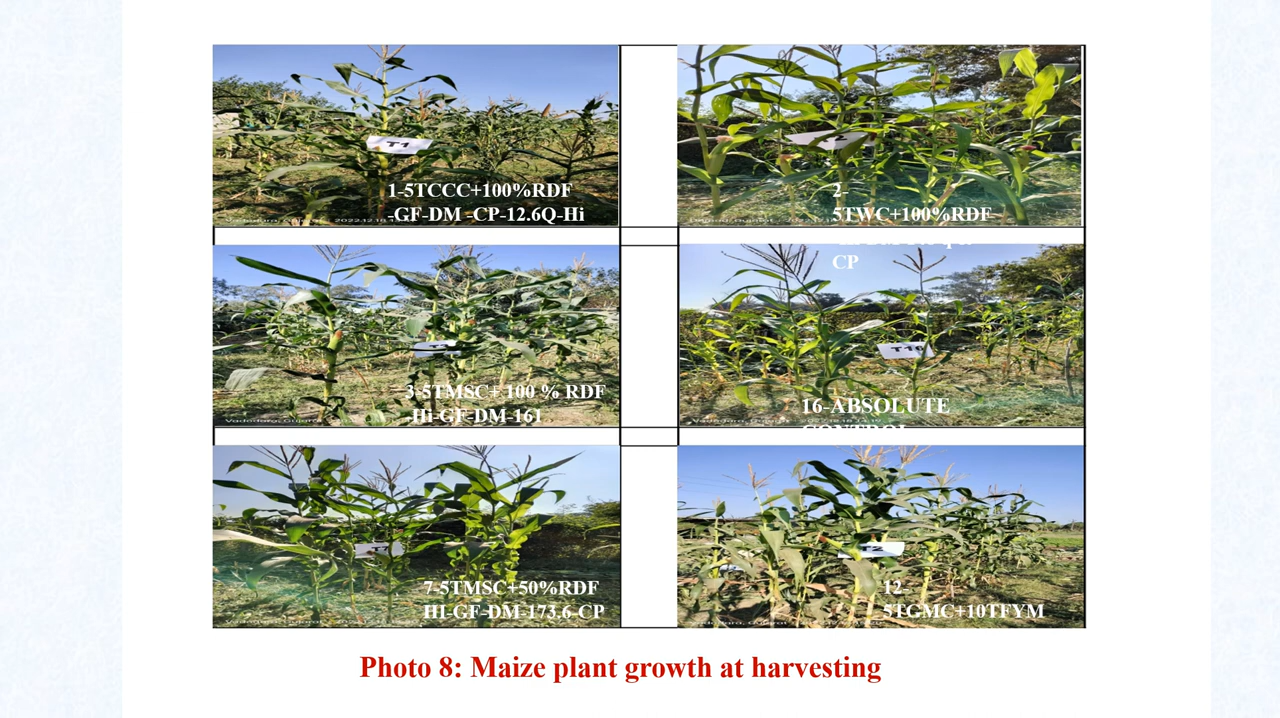 T1
1-5TCCC+100%RDF
-GF-DM -CP-12.6Q-Hi
2-
5TWC+100%RDF-
CP
3-5TMSC+ 100 % RDF
-Hi-GF-DM-161
T16
16-ABSOLUTE
CONTROL
7-5TMSC+50%RDF
HI-GF-DM-173.6-CP
12-
5TGMC+10TFYM
Photo 8: Maize plant growth at harvesting